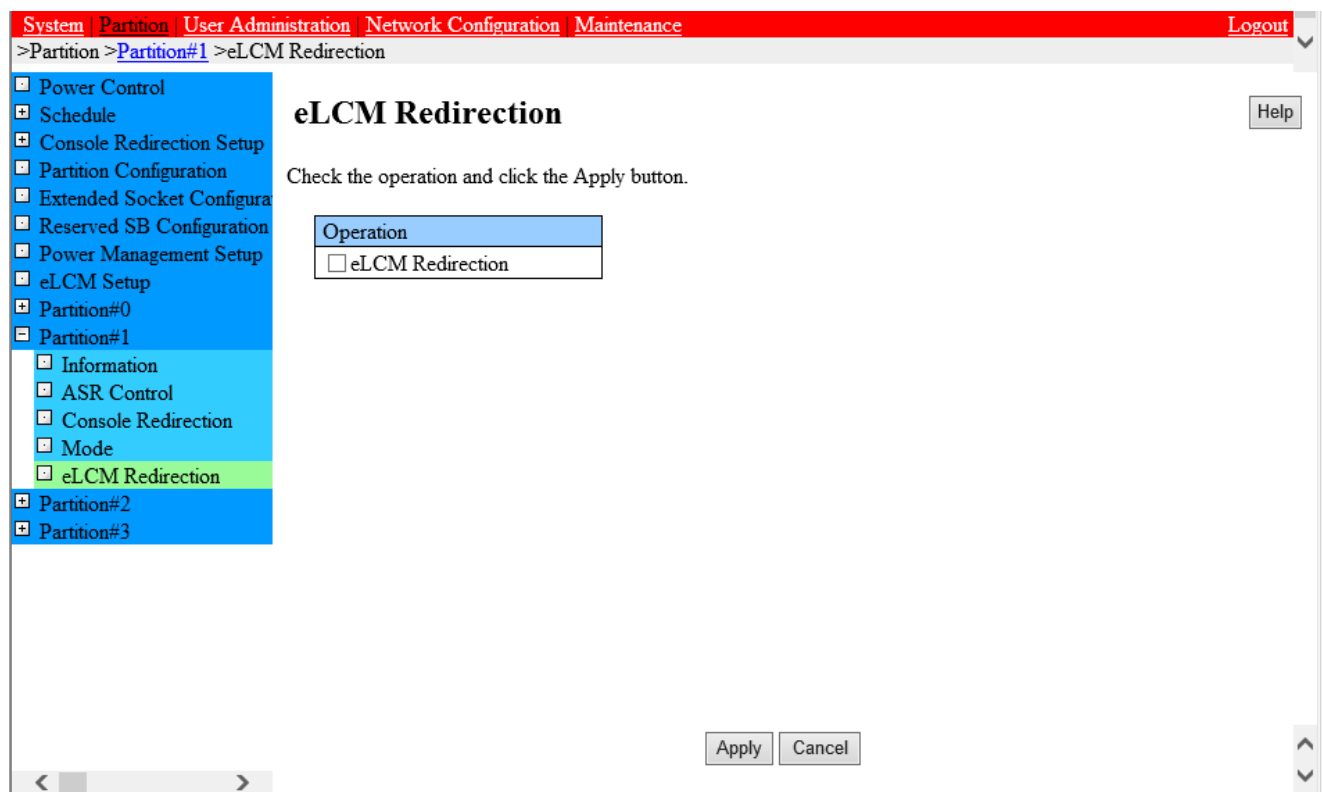 System | Partition | User Administration | Network Configuration | Maintenance Logout
>Partition >Partition#1 >eLCM Redirection
Power Control
Schedule
Console Redirection Setup
Partition Configuration
Extended Socket Configura
Reserved SB Configuration
Power Management Setup
eLCM Setup
Partition#0
Partition#1
Information
ASR Control
Console Redirection
Mode
eLCM Redirection
Partition#2
Partition#3
eLCM Redirection
Help
Check the operation and click the Apply button.
Operation
eLCM Redirection
Apply Cancel